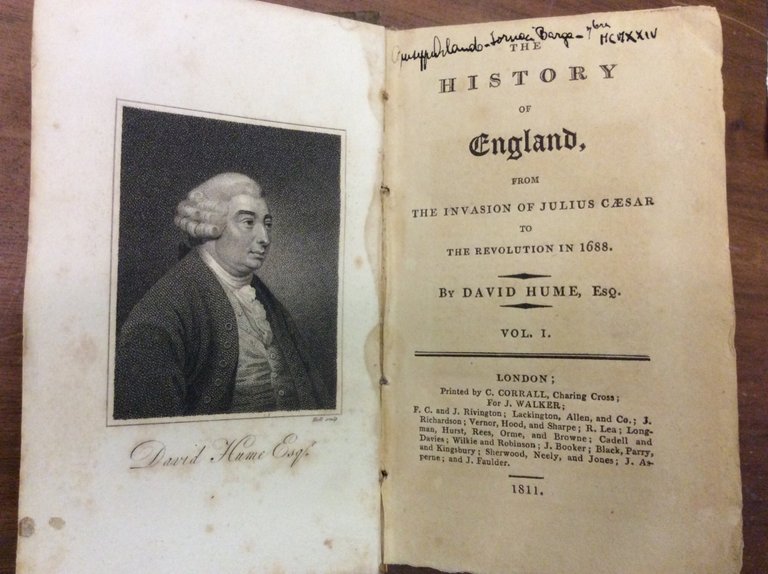 David Hume Esqr.
THE
HISTORY
OF
England,
FROM
THE INVASION OF JULIUS CÆSAR
TO
THE REVOLUTION IN 1688.
BY DAVID HUME, ESQ.
VOL. I.
LONDON;
Printed by C. CORRALL, Charing Cross;
For J. WALKER;
F. C. and J. Rivington; Lackington, Allen, and Co.; J.
Richardson; Vernor, Hood, and Sharpe; R. Lea; Long-
man, Hurst, Rees, Orme, and Browne; Cadell and
Davies; Wilkie and Robinson; J. Booker; Black, Parry,
and Kingsbury; Sherwood, Neely, and Jones; J. As-
perne; and J. Faulder.
1811.